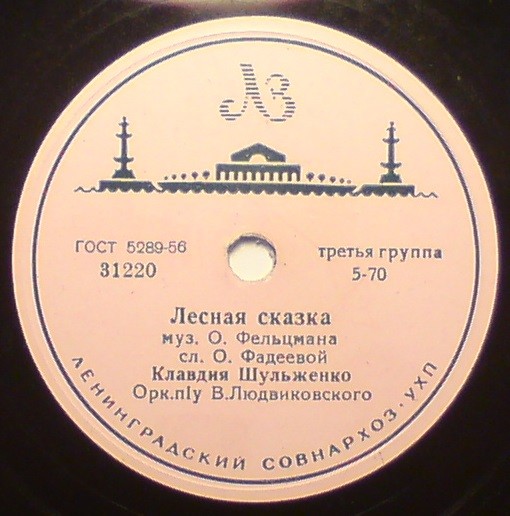 ЛЗ
ГОСТ 5289-56
31220
третья группа
5-70
Лесная сказка
муз. О. Фельцмана
сл. О. Фадеевой
Клавдия Шульженко
Орк.п|у В.Людвиковского
ЛЕНИНГРАДСКИЙ СОВНАРХОЗ·УХП